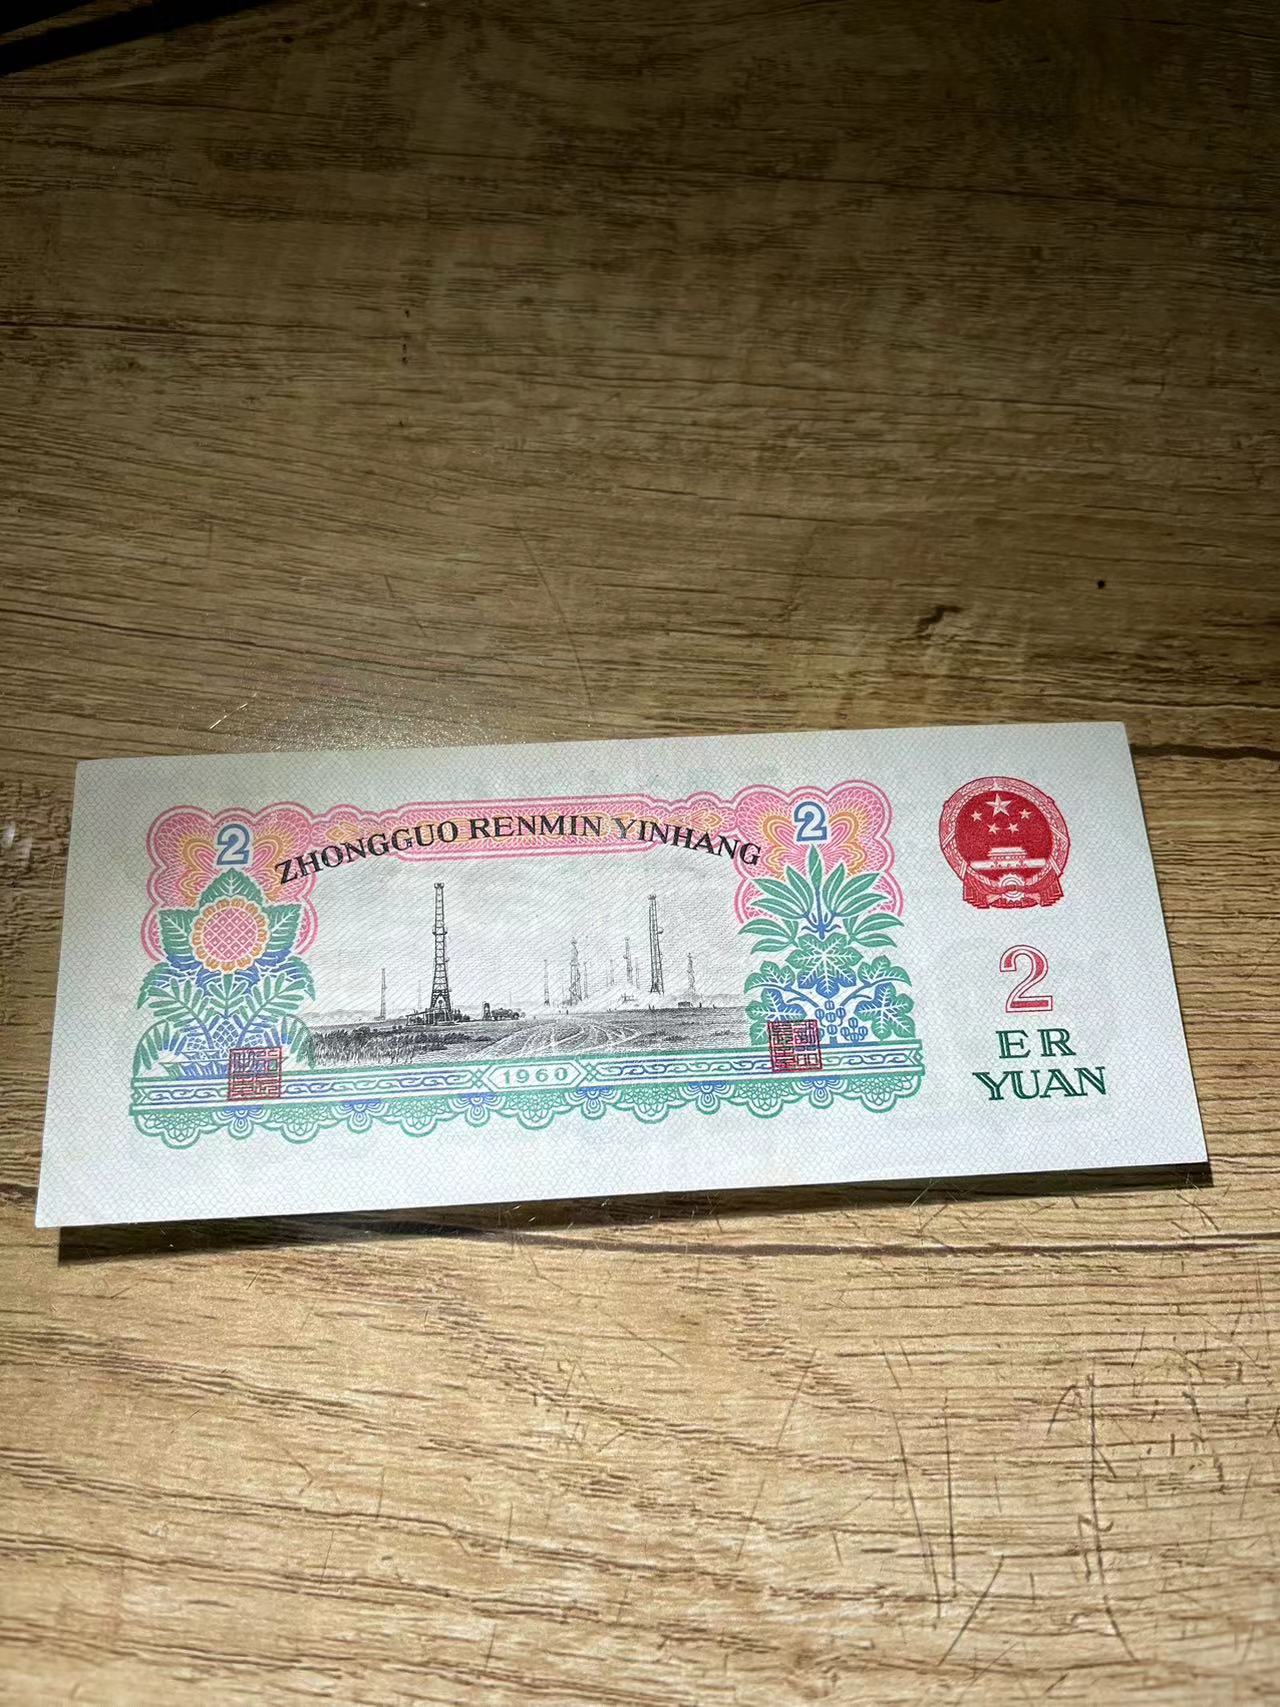 2
2
ZHONGGUO RENMIN YINHANG
1960
2
ER
YUAN